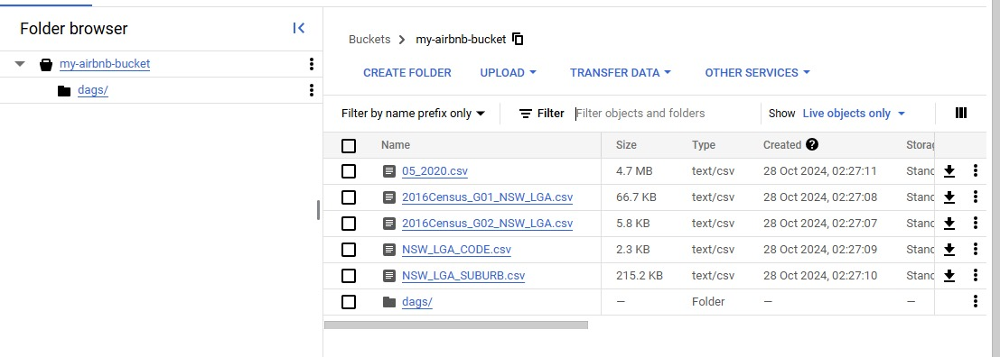 Folder browser
my-airbnb-bucket
dags/
Buckets > my-airbnb-bucket
CREATE FOLDER UPLOAD TRANSFER DATA OTHER SERVICES
Filter by name prefix only Filter Filter objects and folders Show Live objects only
Name Size Type Created ? Storag
05_2020.csv 4.7 MB text/csv 28 Oct 2024, 02:27:11 Stand
2016Census_G01_NSW_LGA.csv 66.7 KB text/csv 28 Oct 2024, 02:27:08 Stand
2016Census_G02_NSW_LGA.csv 5.8 KB text/csv 28 Oct 2024, 02:27:07 Stand
NSW_LGA_CODE.csv 2.3 KB text/csv 28 Oct 2024, 02:27:09 Stand
NSW_LGA_SUBURB.csv 215.2 KB text/csv 28 Oct 2024, 02:27:10 Stand
dags/ — Folder — —